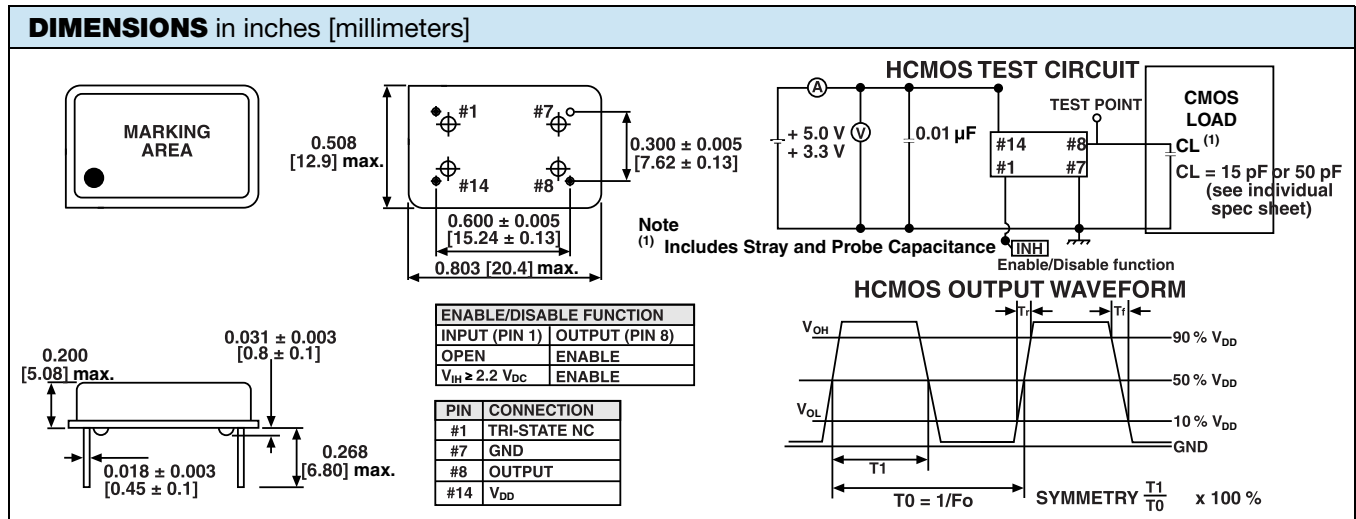 DIMENSIONS in inches [millimeters]
MARKING
AREA
0.508
[12.9] max.
#1
#7
#14
#8
0.300 ± 0.005
[7.62 ± 0.13]
0.600 ± 0.005
[15.24 ± 0.13]
0.803 [20.4] max.
Note
(1) Includes Stray and Probe Capacitance
HCMOS TEST CIRCUIT
A
+ 5.0 V
+ 3.3 V
V
0.01 µF
TEST POINT
#14
#8
#1
#7
CMOS
LOAD
CL (1)
CL = 15 pF or 50 pF
(see individual
spec sheet)
INH
Enable/Disable function
0.200
[5.08] max.
0.031 ± 0.003
[0.8 ± 0.1]
0.018 ± 0.003
[0.45 ± 0.1]
0.268
[6.80] max.
ENABLE/DISABLE FUNCTION
INPUT (PIN 1) OUTPUT (PIN 8)
OPEN ENABLE
VIH ≥ 2.2 VDC ENABLE
PIN CONNECTION
#1 TRI-STATE NC
#7 GND
#8 OUTPUT
#14 VDD
HCMOS OUTPUT WAVEFORM
Tr
Tf
VOH
90 % VDD
50 % VDD
VOL
10 % VDD
GND
T1
T0 = 1/Fo
SYMMETRY T1/T0 x 100 %